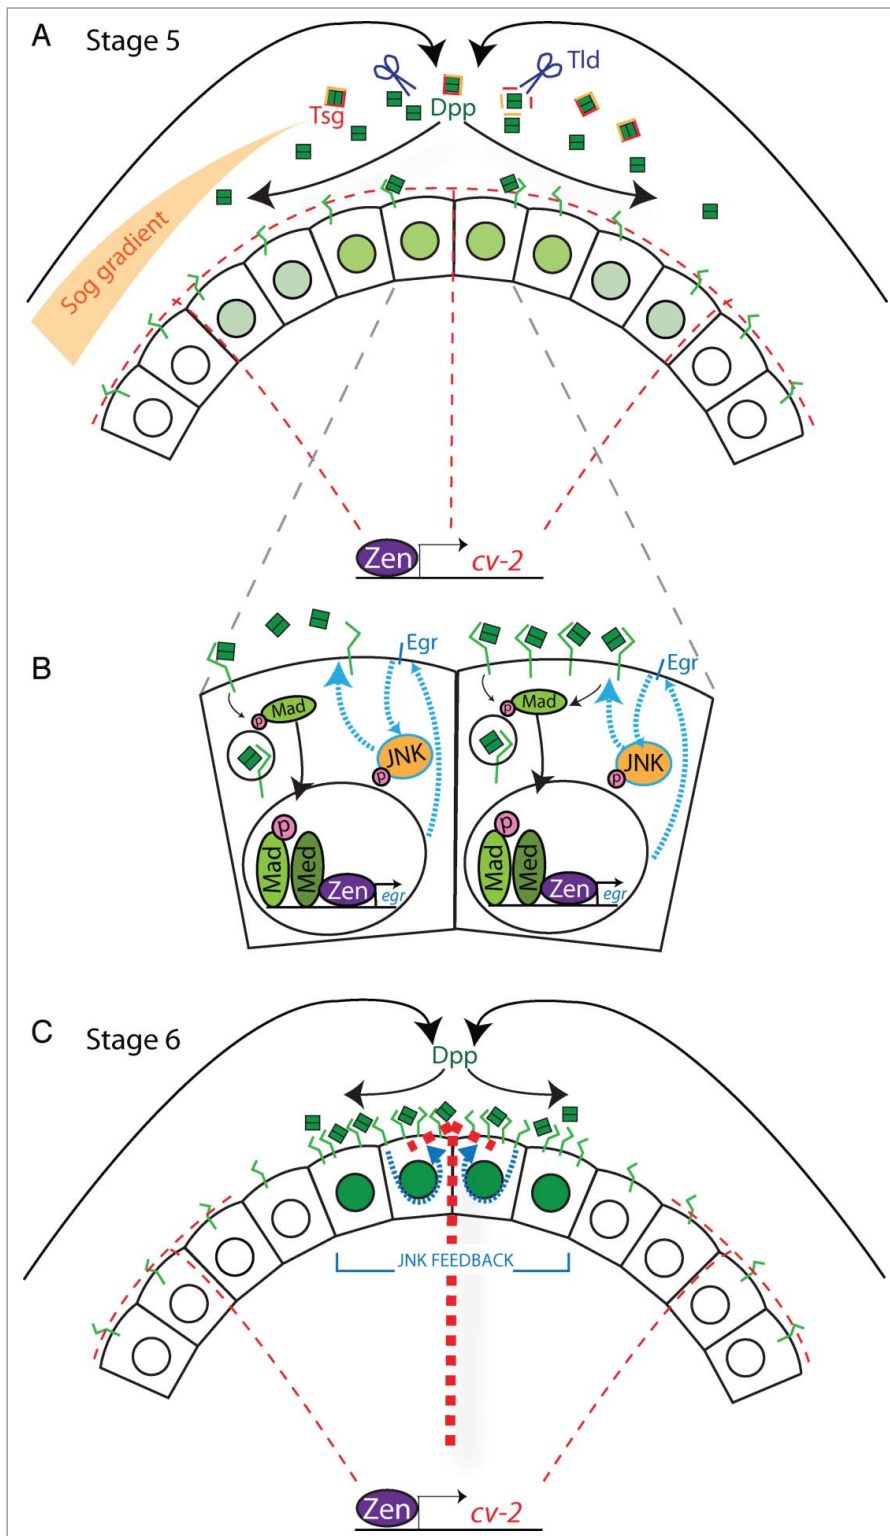 A
Stage 5
Tld
Tsg
Dpp
Sog gradient
Zen
cv-2
B
Egr
Egr
p
Mad
p
Mad
JNK
p
JNK
p
p
Mad
Med
Zen
egr
p
Mad
Med
Zen
egr
C
Stage 6
Dpp
JNK FEEDBACK
Zen
cv-2